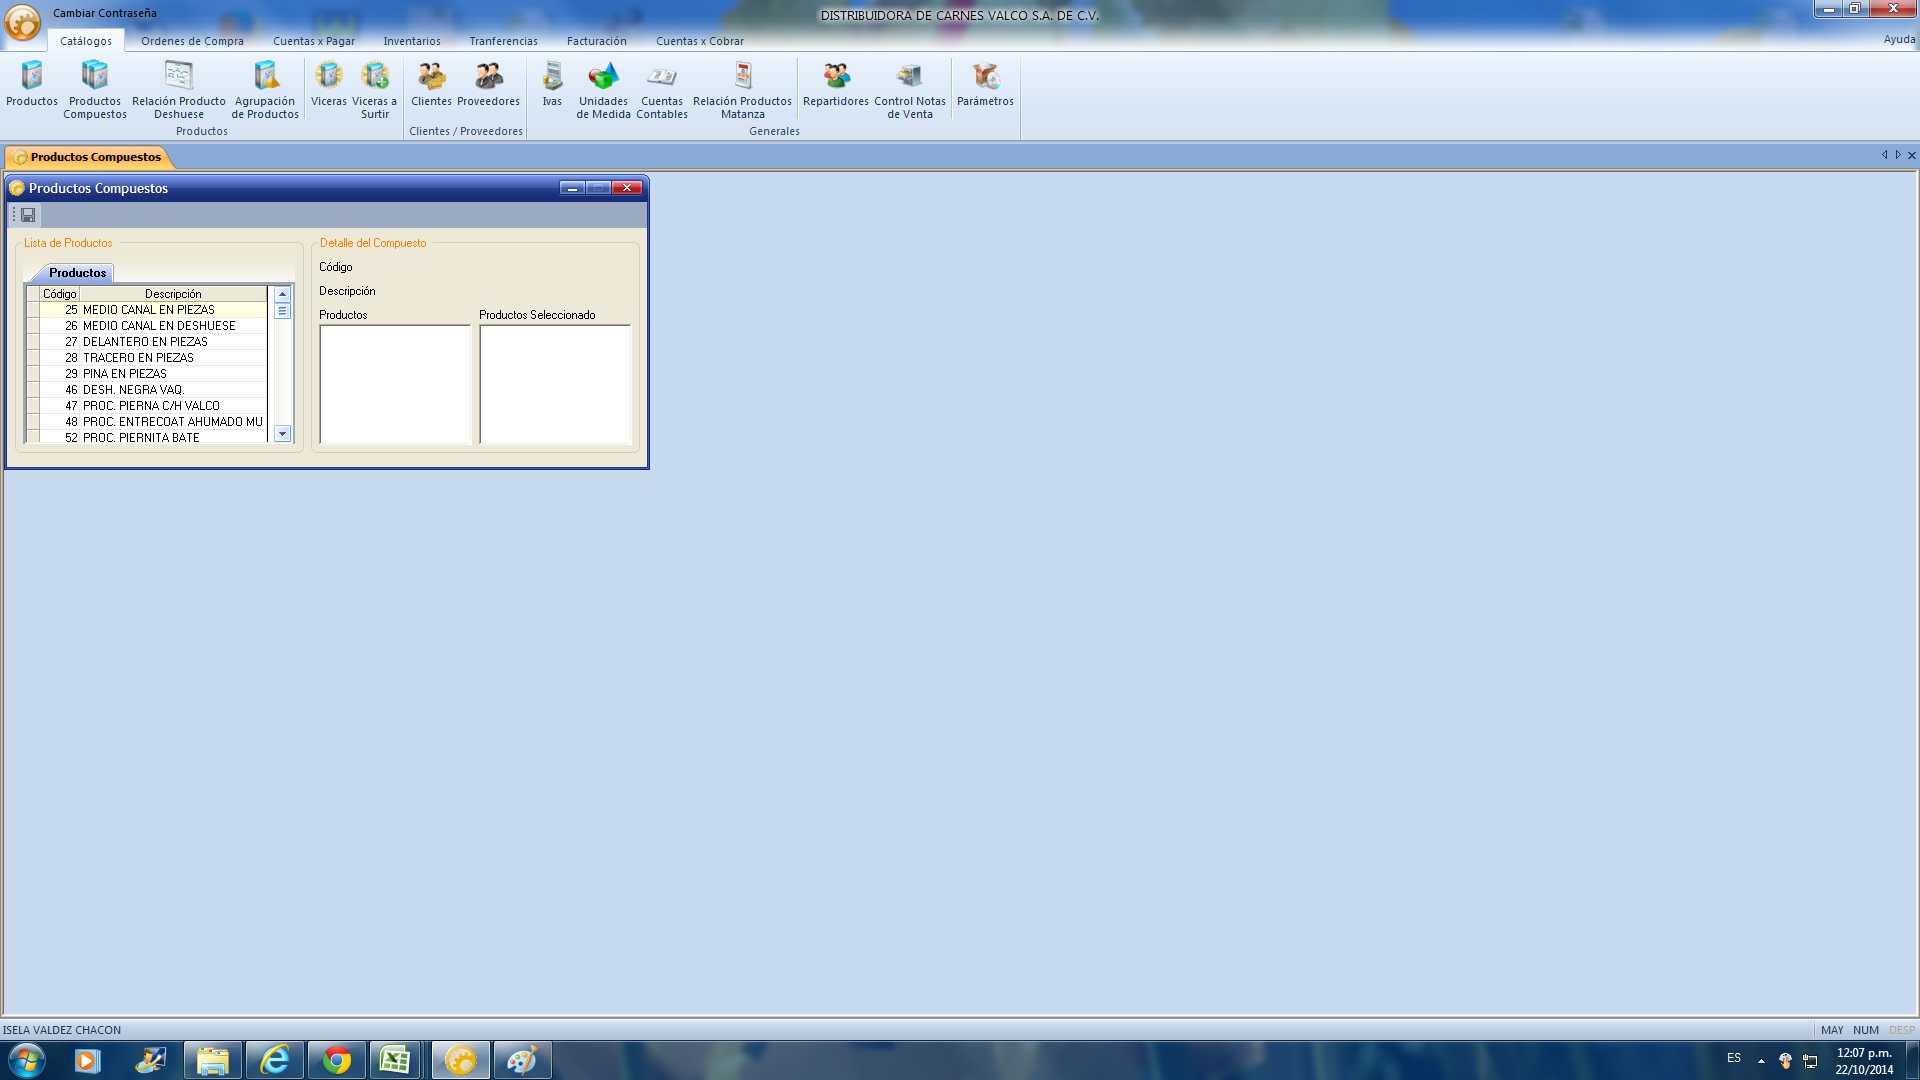 Cambiar Contraseña
DISTRIBUIDORA DE CARNES VALCO S.A. DE C.V.
Catálogos Ordenes de Compra Cuentas x Pagar Inventarios Tranferencias Facturación Cuentas x Cobrar Ayuda
Productos
Productos Compuestos
Relación Producto Deshuese
Agrupación de Productos
Viceras
Viceras a Surtir
Clientes
Proveedores
Ivas
Unidades de Medida
Cuentas Contables
Relación Productos Matanza
Repartidores
Control Notas de Venta
Parámetros
Productos Clientes / Proveedores Generales
Productos Compuestos
Productos Compuestos
Lista de Productos
Productos
Código Descripción
25 MEDIO CANAL EN PIEZAS
26 MEDIO CANAL EN DESHUESE
27 DELANTERO EN PIEZAS
28 TRACERO EN PIEZAS
29 PINA EN PIEZAS
46 DESH. NEGRA VAQ.
47 PROC. PIERNA C/H VALCO
48 PROC. ENTRECOAT AHUMADO MU
52 PROC. PIERNITA BATE
Detalle del Compuesto
Código
Descripción
Productos Productos Seleccionado
ISELA VALDEZ CHACON
MAY NUM DESP
ES
12:07 p.m.
22/10/2014